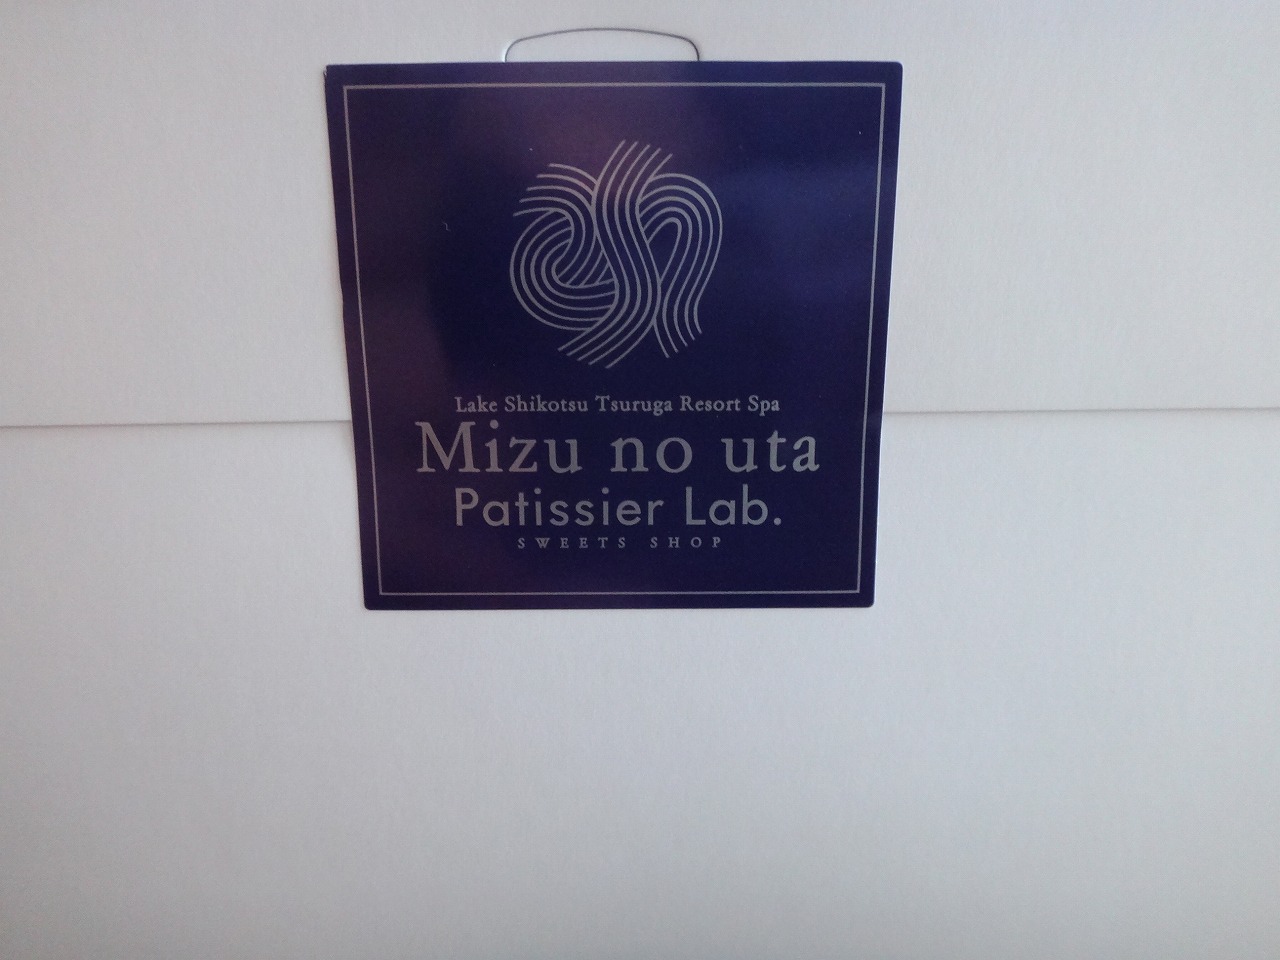 Lake Shikotsu Tsuruga Resort Spa
Mizu no uta
Patissier Lab.
SWEETS SHOP